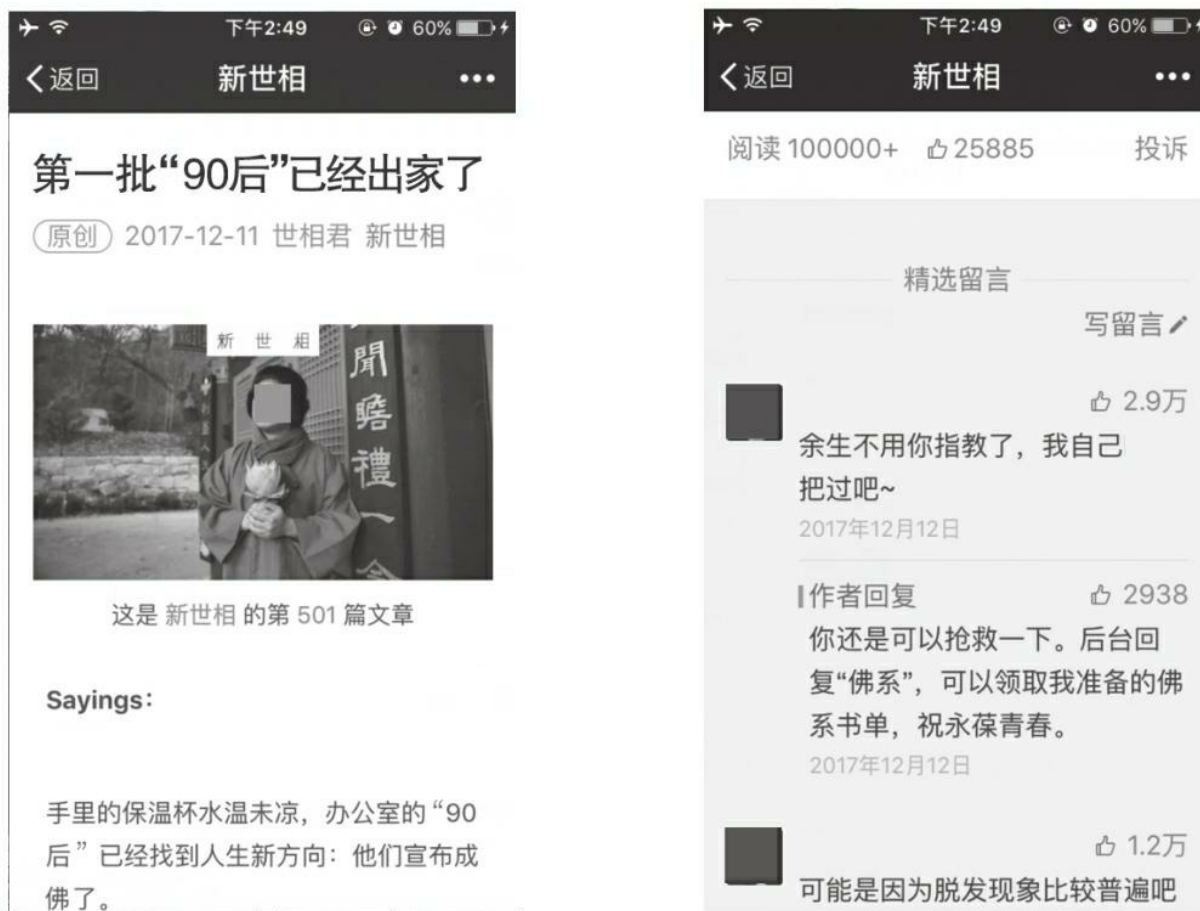 下午2:49
60%
返回
新世相
第一批“90后”已经出家了
原创 2017-12-11 世相君 新世相
新 世 相
聞
瞻
禮
一
这是 新世相 的第 501 篇文章
Sayings：
手里的保温杯水温未凉，办公室的“90
后”已经找到人生新方向：他们宣布成
佛了。
下午2:49
60%
返回
新世相
阅读 100000+ 25885 投诉
精选留言
写留言
2.9万
余生不用你指教了，我自己
把过吧~
2017年12月12日
作者回复 2938
你还是可以抢救一下。后台回
复“佛系”，可以领取我准备的佛
系书单，祝永葆青春。
2017年12月12日
1.2万
可能是因为脱发现象比较普遍吧